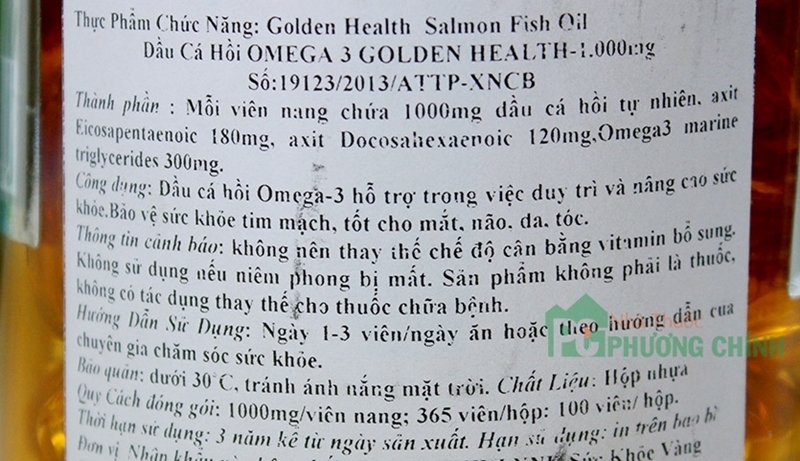 Thực Phẩm Chức Năng: Golden Health Salmon Fish Oil
Dầu Cá Hồi OMEGA 3 GOLDEN HEALTH-1.000mg
Số:19123/2013/ATTP-XNCB
Thành phần : Mỗi viên nang chứa 1000mg dầu cá hồi tự nhiên, axit
Eicosapentaenoic 180mg, axit Docosahexaenoic 120mg,Omega3 marine
triglycerides 300mg.
Công dụng: Dầu cá hồi Omega-3 hỗ trợ trong việc duy trì và nâng cao sức
khỏe.Bảo vệ sức khỏe tim mạch, tốt cho mắt, não, da, tóc.
Thông tin cảnh báo: không nên thay thế chế độ cân bằng vitamin bổ sung.
Không sử dụng nếu niêm phong bị mất. Sản phẩm không phải là thuốc,
không có tác dụng thay thế cho thuốc chữa bệnh.
Hướng Dẫn Sử Dụng: Ngày 1-3 viên/ngày ăn hoặc theo hướng dẫn của
chuyên gia chăm sóc sức khỏe.
Nhà Thuốc
PHƯƠNG CHÍNH
Bảo quản: dưới 30°C, tránh ánh nắng mặt trời. Chất Liệu: Hộp nhựa
Quy Cách đóng gói: 1000mg/viên nang; 365 viên/hộp: 100 viên/ hộp.
Thời hạn sử dụng: 3 năm kể từ ngày sản xuất. Hạn sử dụng: in trên bao bì
Đơn vị Nhập khẩu Sức Khỏe Vàng